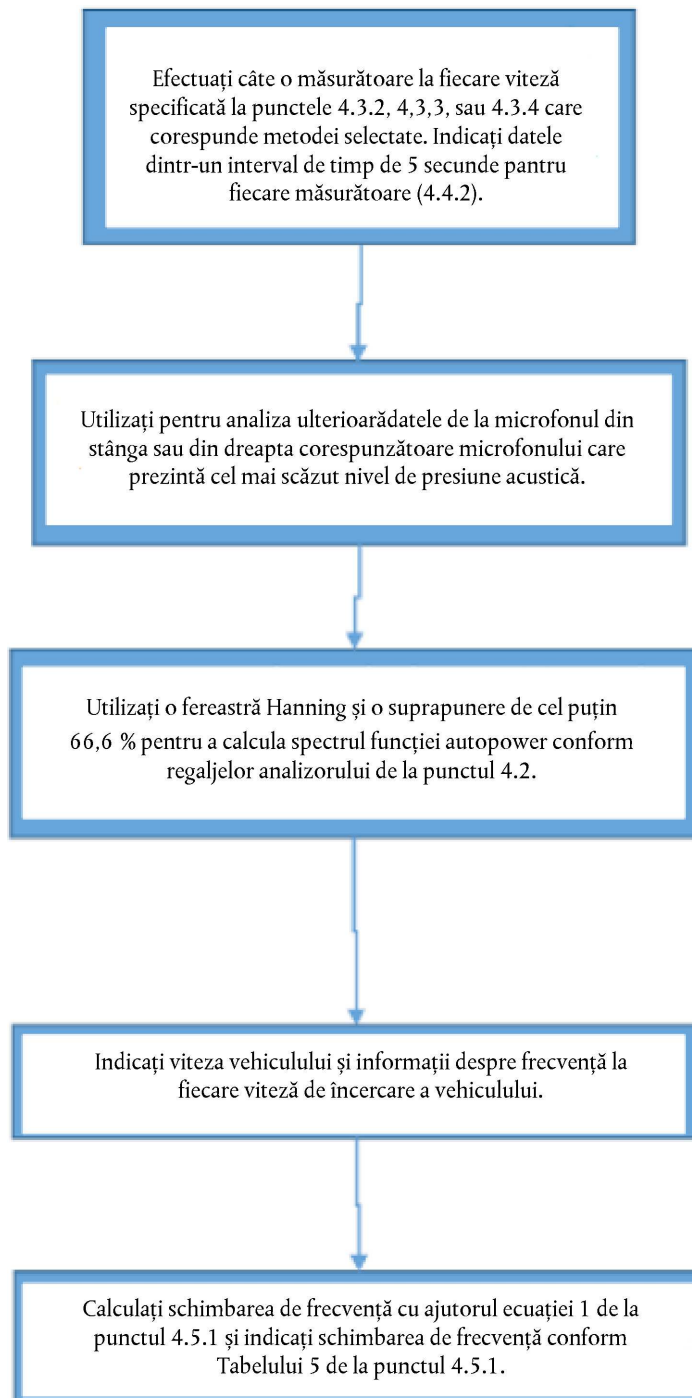 Efectuați câte o măsurătoare la fiecare viteză
specificată la punctele 4.3.2, 4,3,3, sau 4.3.4 care
corespunde metodei selectate. Indicați datele
dintr-un interval de timp de 5 secunde pantru
fiecare măsurătoare (4.4.2).
Utilizați pentru analiza ulterioarădatele de la microfonul din
stânga sau din dreapta corespunzătoare microfonului care
prezintă cel mai scăzut nivel de presiune acustică.
Utilizați o fereastră Hanning și o suprapunere de cel puțin
66,6 % pentru a calcula spectrul funcției autopower conform
regaljelor analizorului de la punctul 4.2.
Indicați viteza vehiculului și informații despre frecvență la
fiecare viteză de încercare a vehiculului.
Calculați schimbarea de frecvență cu ajutorul ecuației 1 de la
punctul 4.5.1 și indicați schimbarea de frecvență conform
Tabelului 5 de la punctul 4.5.1.